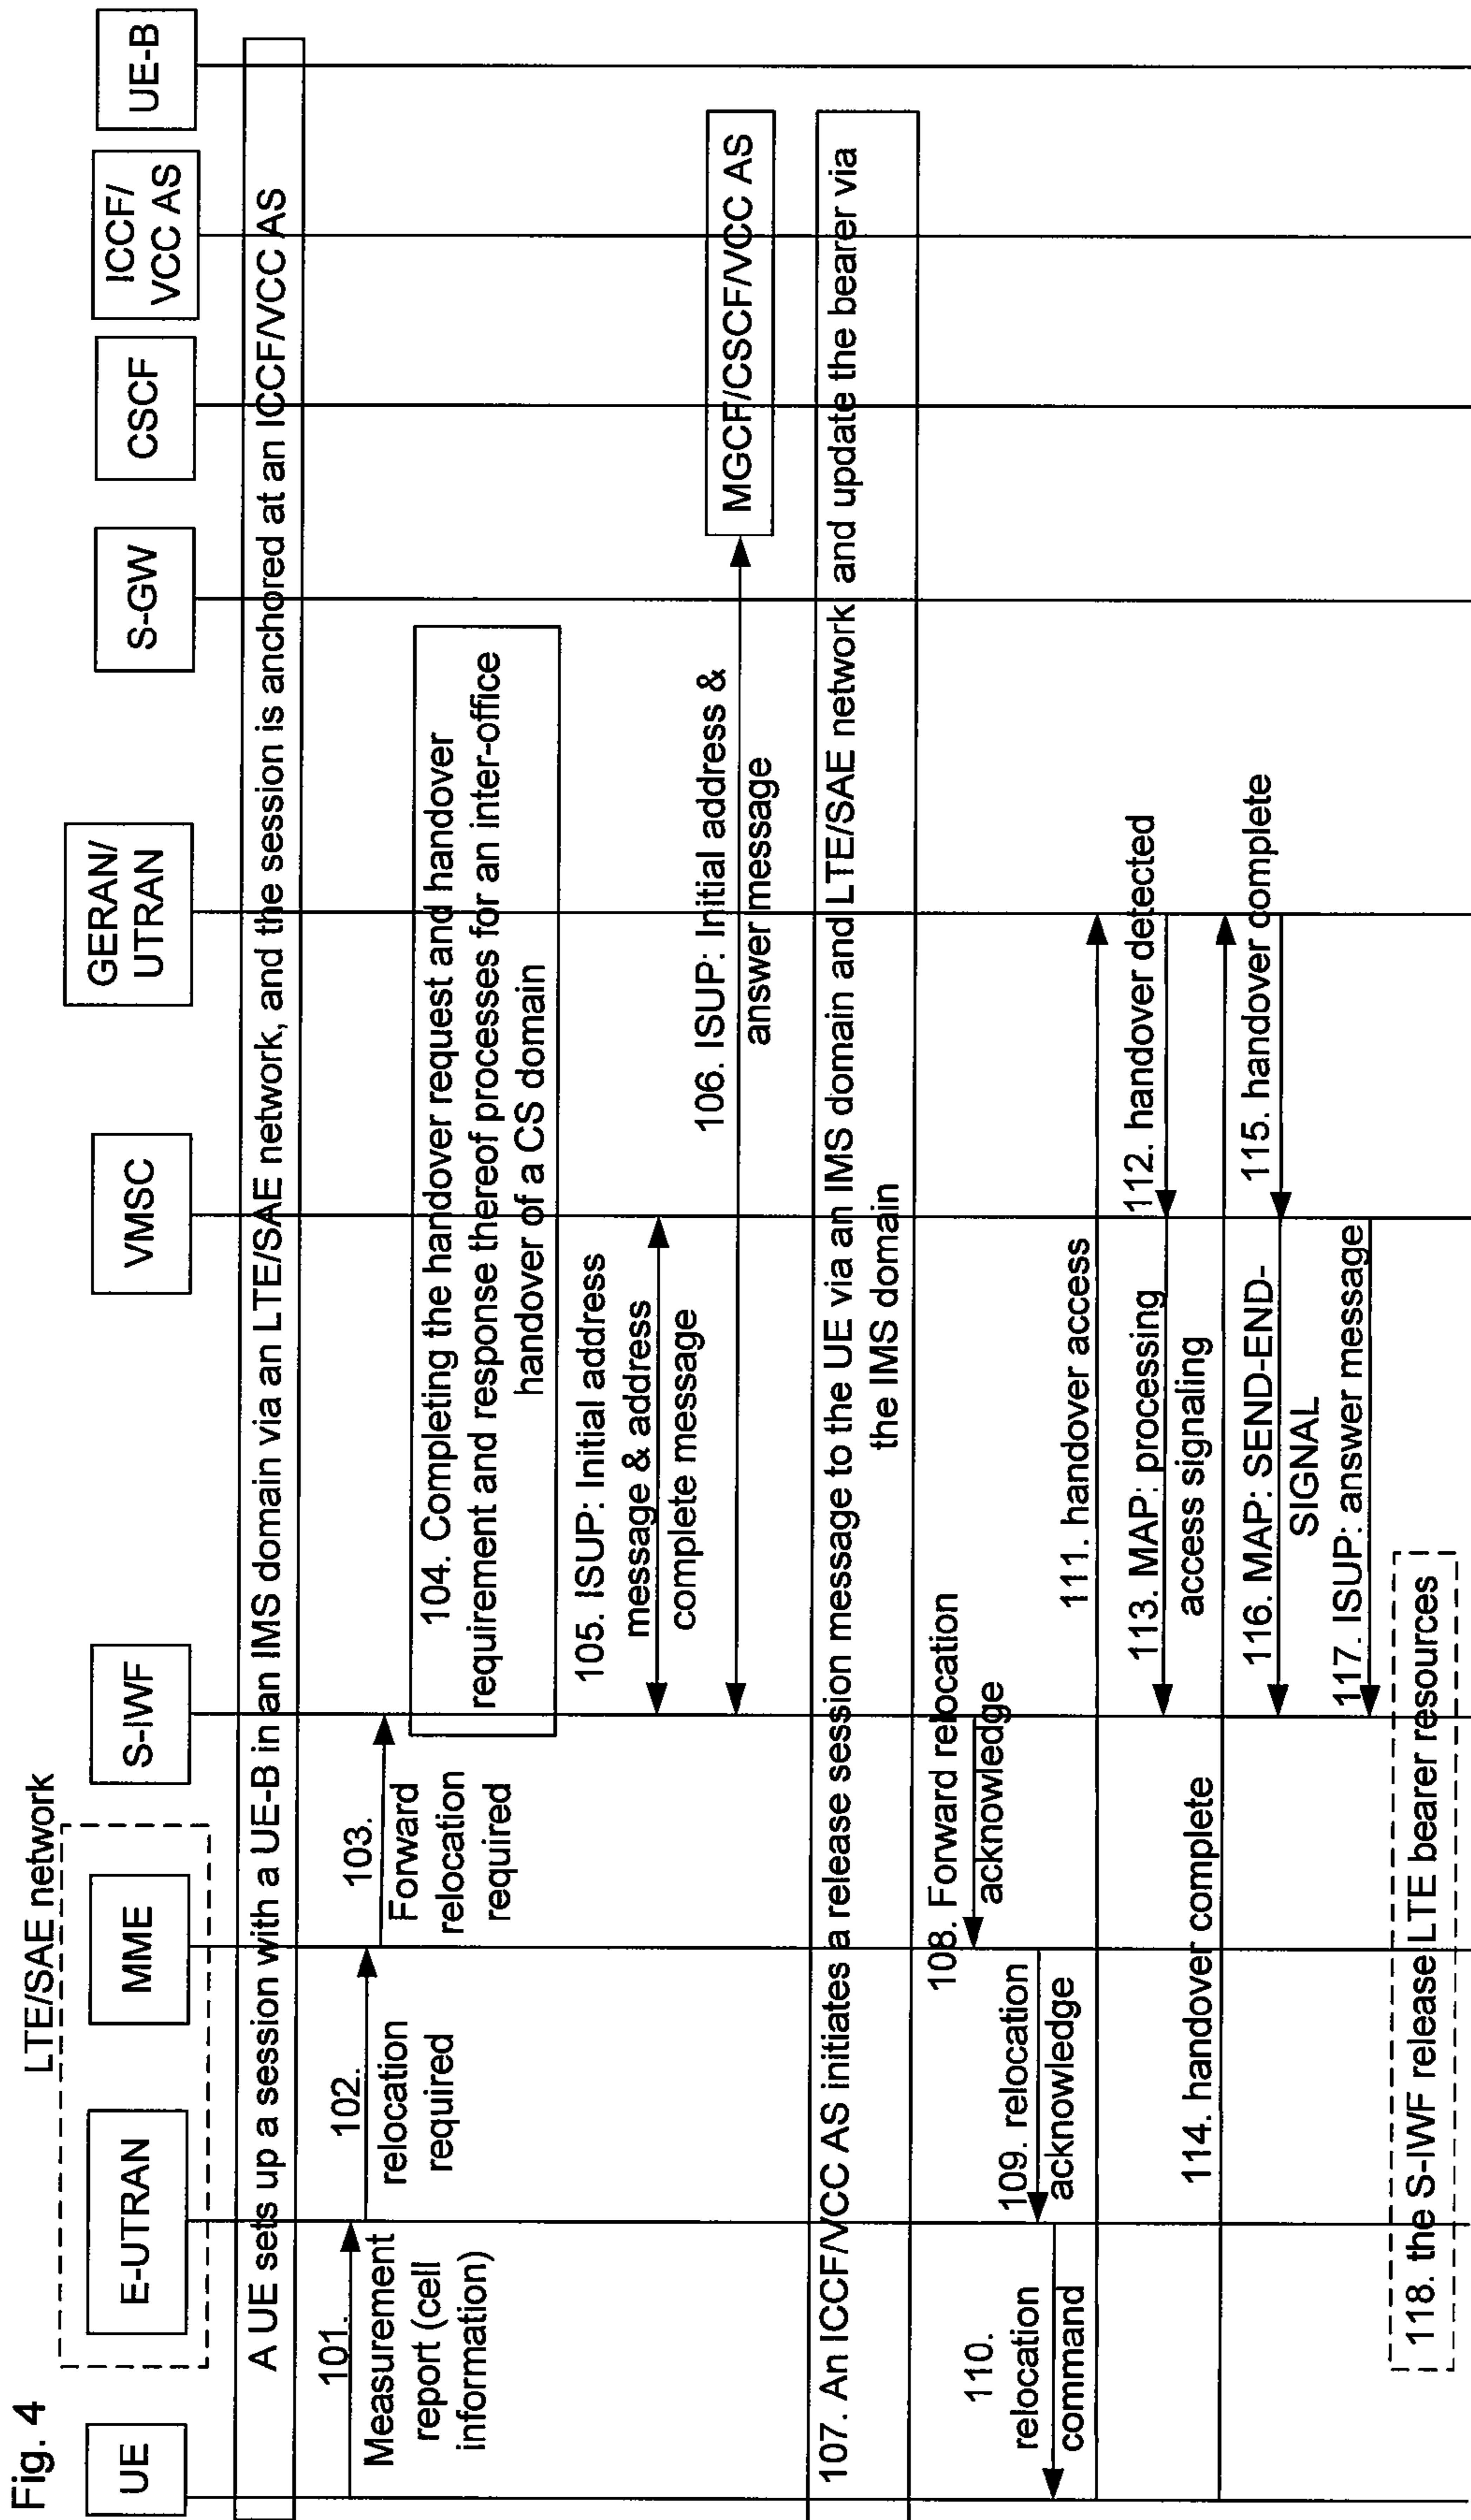 Fig. 4
LTE/SAE network
UE
E-UTRAN
MME
S-IWF
VMSC
GERAN/
UTRAN
S-GW
CSCF
ICCF/
VCC AS
UE-B
A UE sets up a session with a UE-B in an IMS domain via an LTE/SAE network, and the session is anchored at an ICCF/VCC AS
101.
Measurement
report (cell
information)
102.
relocation
required
103.
Forward
relocation
required
104. Completing the handover request and handover
requirement and response thereof processes for an inter-office
handover of a CS domain
105. ISUP: Initial address
message & address
complete message
106. ISUP: Initial address &
answer message
MGCF/CSCF/VCC AS
107. An ICCF/VCC AS initiates a release session message to the UE via an IMS domain and LTE/SAE network and update the bearer via
the IMS domain
108. Forward relocation
acknowledge
109. relocation
acknowledge
110.
relocation
command
111. handover access
112. handover detected
113. MAP: processing
access signaling
114. handover complete
115. handover complete
116. MAP: SEND-END-
SIGNAL
117. ISUP: answer message
118. the S-IWF release LTE bearer resources